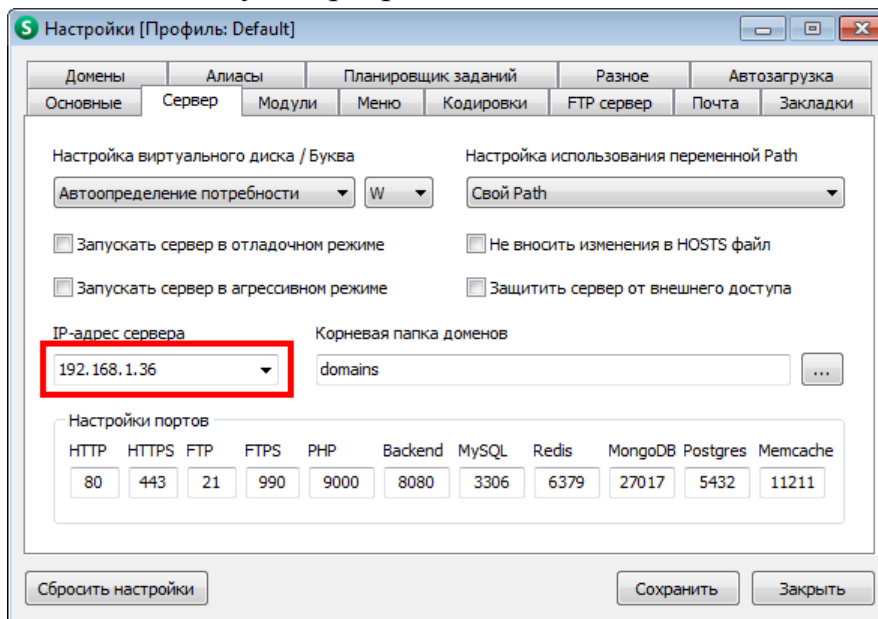 Настройки [Профиль: Default]
Домены Алиасы Планировщик заданий Разное Автозагрузка
Основные Сервер Модули Меню Кодировки FTP сервер Почта Закладки
Настройка виртуального диска / Буква Настройка использования переменной Path
Автоопределение потребности W Свой Path
Запускать сервер в отладочном режиме Не вносить изменения в HOSTS файл
Запускать сервер в агрессивном режиме Защитить сервер от внешнего доступа
IP-адрес сервера Корневая папка доменов
192.168.1.36 domains ...
Настройки портов
HTTP HTTPS FTP FTPS PHP Backend MySQL Redis MongoDB Postgres Memcache
80 443 21 990 9000 8080 3306 6379 27017 5432 11211
Сбросить настройки Сохранить Закрыть